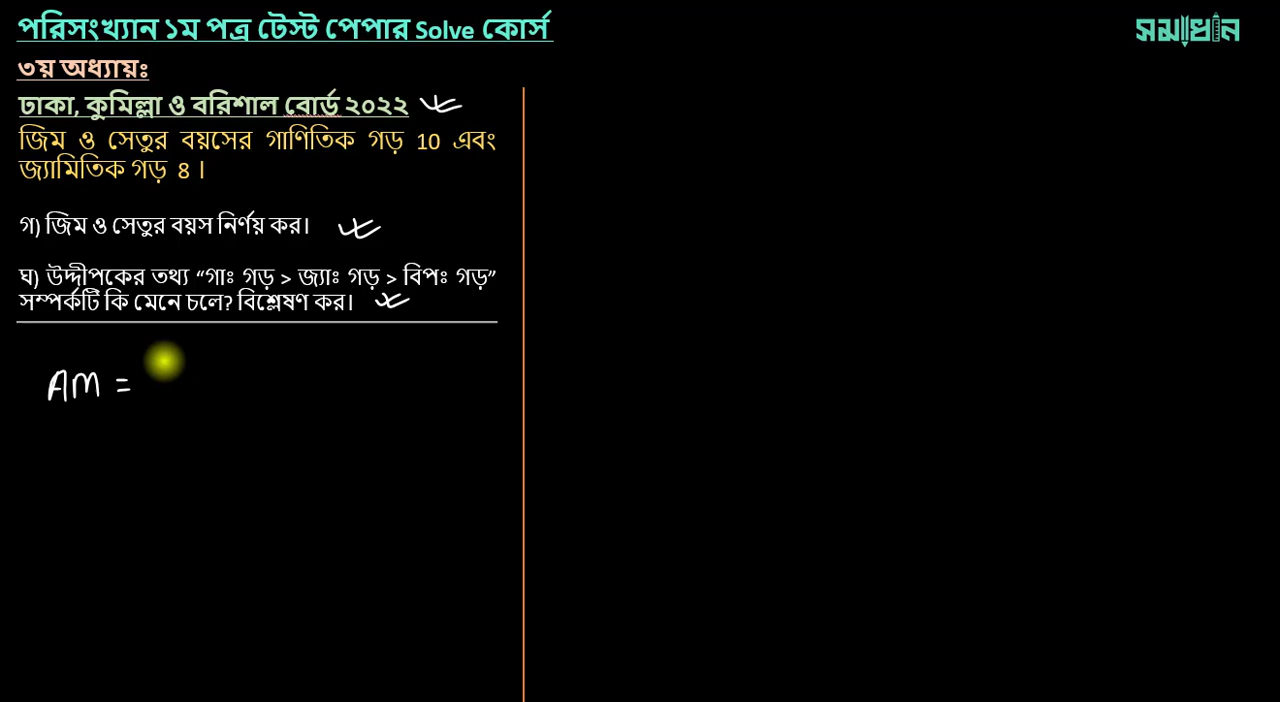 পরিসংখ্যান ১ম পত্র টেস্ট পেপার Solve কোর্স
সমাধান
৩য় অধ্যায়ঃ
ঢাকা, কুমিল্লা ও বরিশাল বোর্ড ২০২২
জিম ও সেতুর বয়সের গাণিতিক গড় 10 এবং
জ্যামিতিক গড় 8 ।
গ) জিম ও সেতুর বয়স নির্ণয় কর।
ঘ) উদ্দীপকের তথ্য “গাঃ গড় > জ্যাঃ গড় > বিপঃ গড়”
সম্পর্কটি কি মেনে চলে? বিশ্লেষণ কর।
AM =